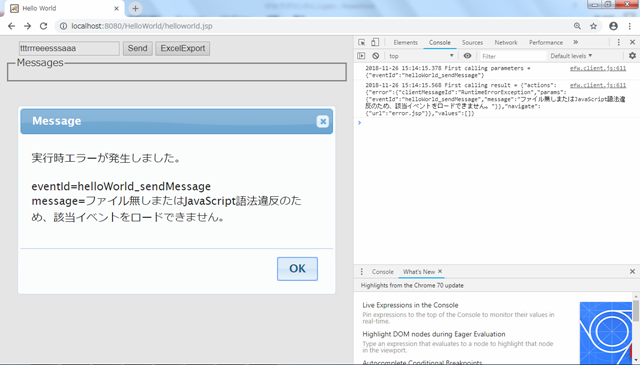 Hello World
localhost:8080/HelloWorld/helloworld.jsp
tttrrreeesssaaa Send ExcelExport
Messages
Message
実行時エラーが発生しました。
eventId=helloWorld_sendMessage
message=ファイル無しまたはJavaScript語法違反のた
め、該当イベントをロードできません。
OK
Elements Console Sources Network Performance
top Filter Default levels
2018-11-26 15:14:15.378 First calling parameters = efw.client.js:611
{"eventId":"helloWorld_sendMessage"}
2018-11-26 15:14:15.568 First calling result = {"actions": efw.client.js:611
{"error":{"clientMessageId":"RuntimeErrorException","params":
{"eventId":"helloWorld_sendMessage","message":"ファイル無しまたはJavaScript語法違
反のため、該当イベントをロードできません。"}},"navigate":
{"url":"error.jsp"}},"values":[]}
Console What's New
Highlights from the Chrome 70 update
Live Expressions in the Console
Pin expressions to the top of the Console to monitor their values in
real-time.
Highlight DOM nodes during Eager Evaluation
Type an expression that evaluates to a node to highlight that node
in the viewport.
Autocomplete Conditional Breakpoints